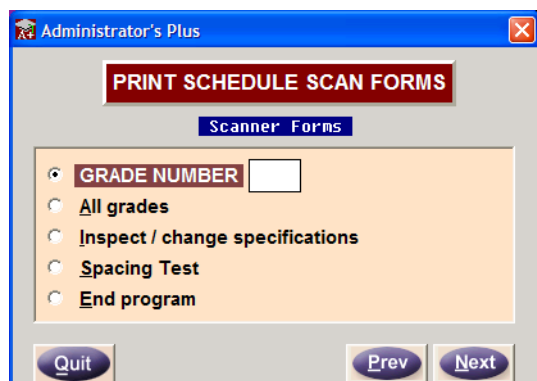 Administrator's Plus
PRINT SCHEDULE SCAN FORMS
Scanner Forms
GRADE NUMBER
All grades
Inspect / change specifications
Spacing Test
End program
Quit Prev Next